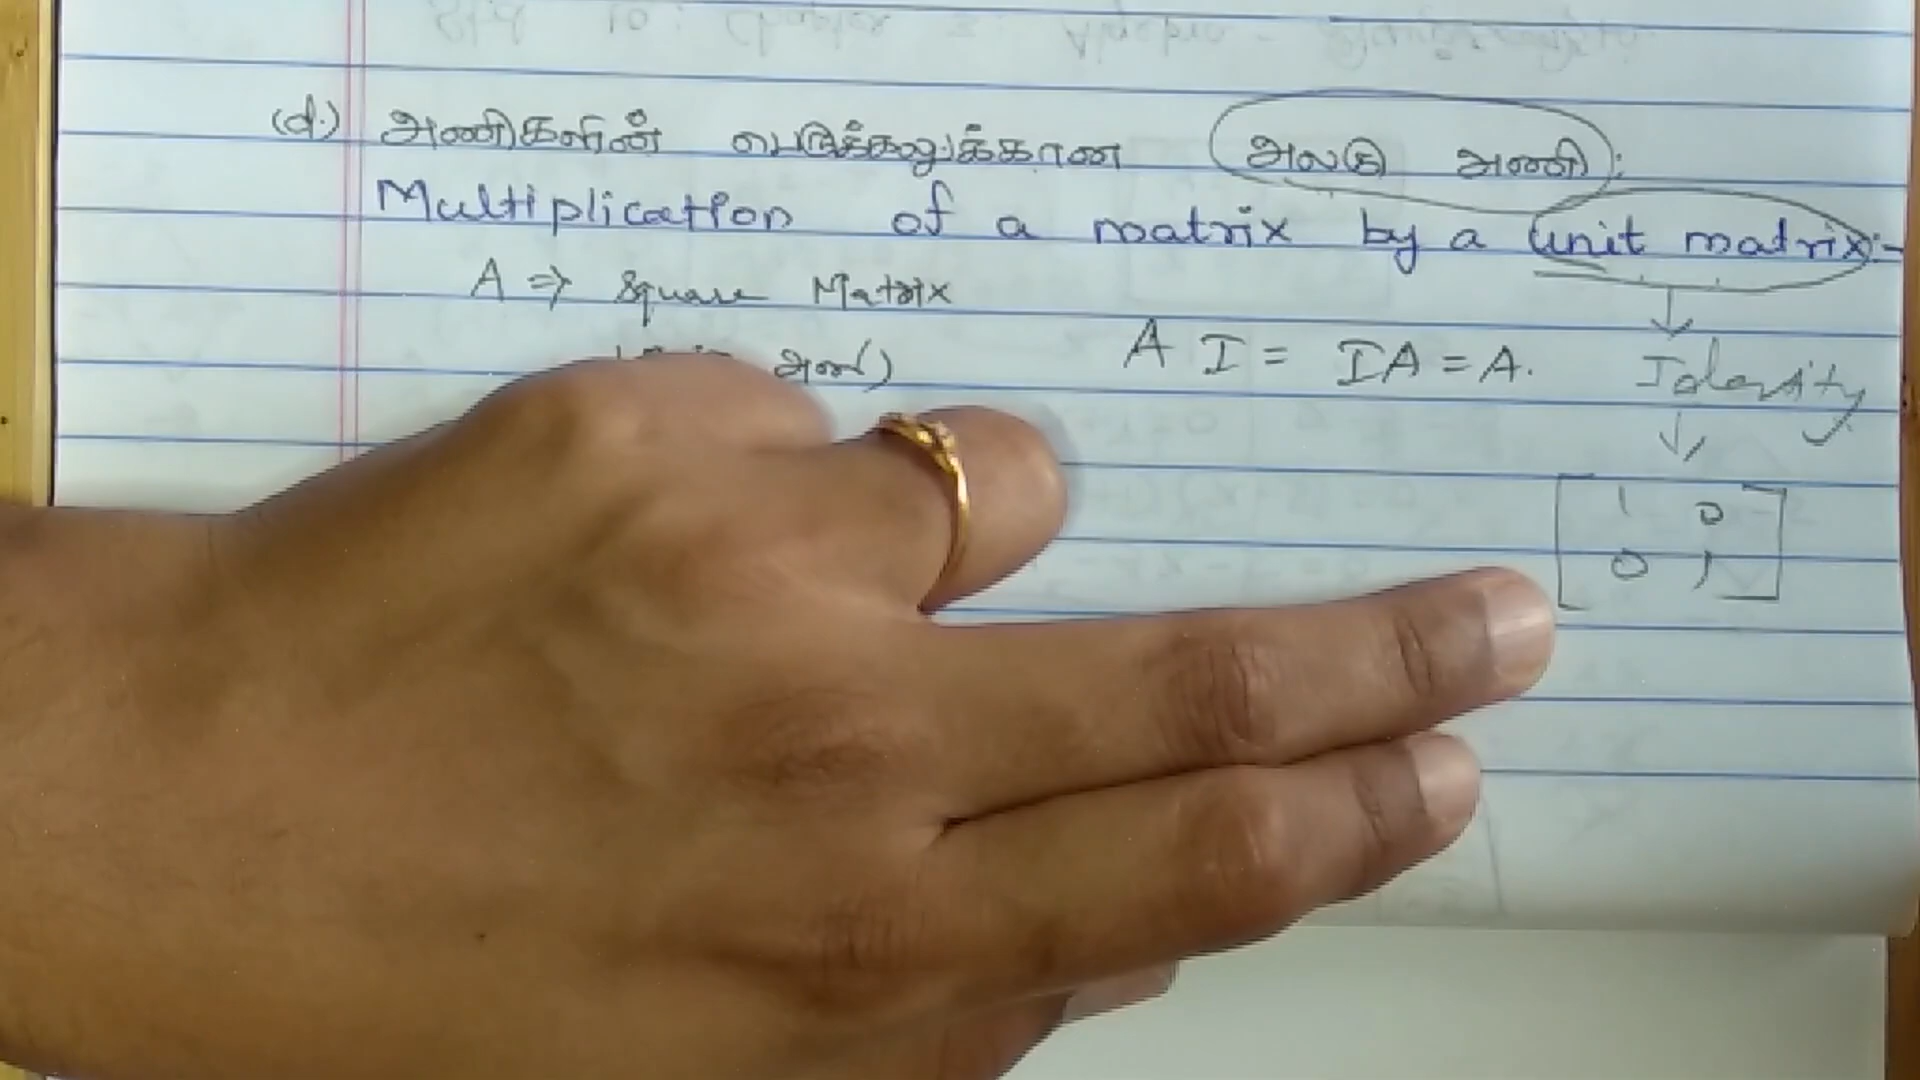 (d.) அணிகளின் பெருக்கலுக்கான அலகு அணி:
Multiplication of a matrix by a unit matrix:-
A ⇒ Square Matrix
அணி)
A I = IA = A.
↓
Identity
↓
1 0
0 1